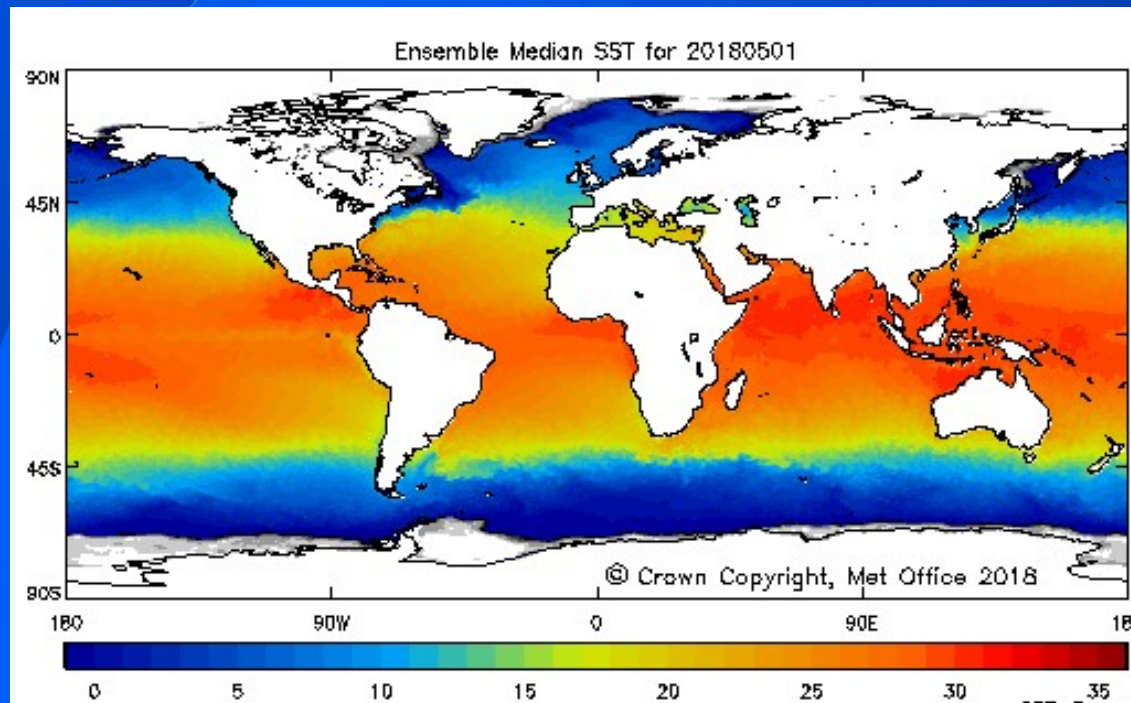 Ensemble Median SST for 20180501
90N
45N
0
45S
90S
© Crown Copyright, Met Office 2018
180 90W 0 90E
0 5 10 15 20 25 30 35